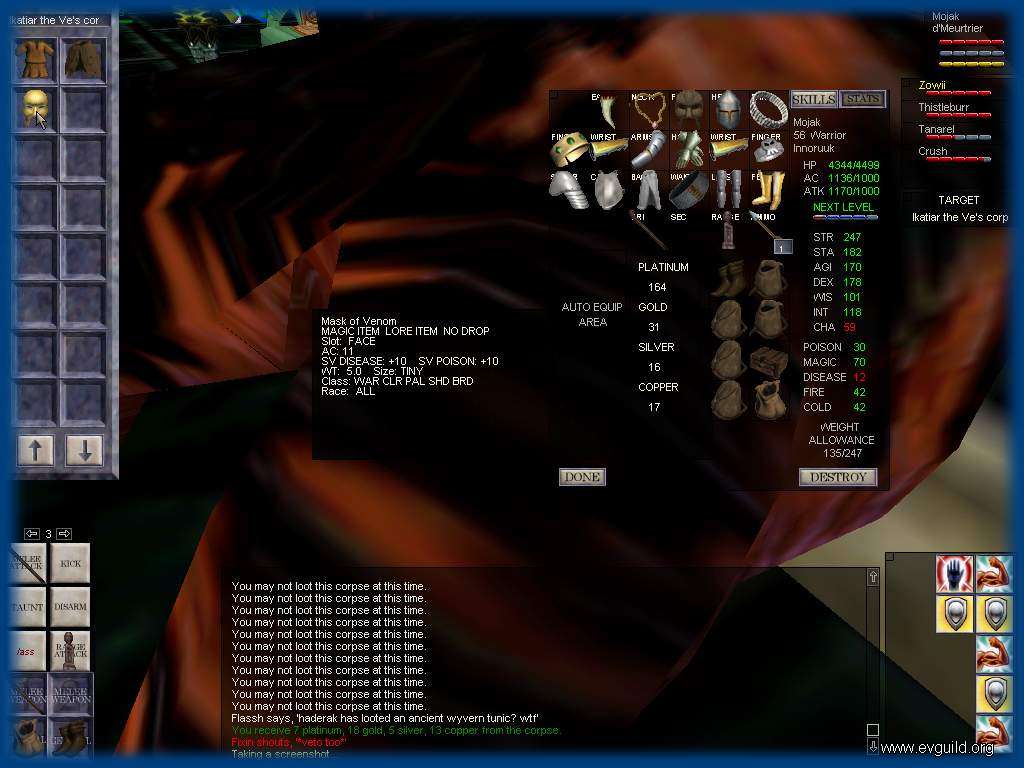 Ikatiar the Ve's cor
Mojak
d'Meurtrier
Zowii
Thistleburr
Tanarel
Crush
TARGET
Ikatiar the Ve's corp
WRIST
WRIST
FINGER
SEC
SKILLS
STATS
Mojak
56 Warrior
Innoruuk
HP 4344/4499
AC 1136/1000
ATK 1170/1000
NEXT LEVEL
STR 247
STA 182
AGI 170
DEX 178
WIS 101
INT 118
CHA 59
POISON 30
MAGIC 70
DISEASE 12
FIRE 42
COLD 42
WEIGHT
ALLOWANCE
135/247
DESTROY
1
PLATINUM
164
GOLD
31
SILVER
16
COPPER
17
AUTO EQUIP
AREA
DONE
Mask of Venom
MAGIC ITEM LORE ITEM NO DROP
Slot: FACE
AC: 11
SV DISEASE: +10 SV POISON: +10
WT: 5.0 Size: TINY
Class: WAR CLR PAL SHD BRD
Race: ALL
3
KICK
TAUNT
DISARM
You may not loot this corpse at this time.
You may not loot this corpse at this time.
You may not loot this corpse at this time.
You may not loot this corpse at this time.
You may not loot this corpse at this time.
You may not loot this corpse at this time.
You may not loot this corpse at this time.
You may not loot this corpse at this time.
You may not loot this corpse at this time.
You may not loot this corpse at this time.
You may not loot this corpse at this time.
Flassh says, 'haderak has looted an ancient wyvern tunic? wtf'
You receive 7 platinum, 18 gold, 5 silver, 13 copper from the corpse.
Fixin shouts, '*veto too*'
Taking a screenshot...
www.evguild.org